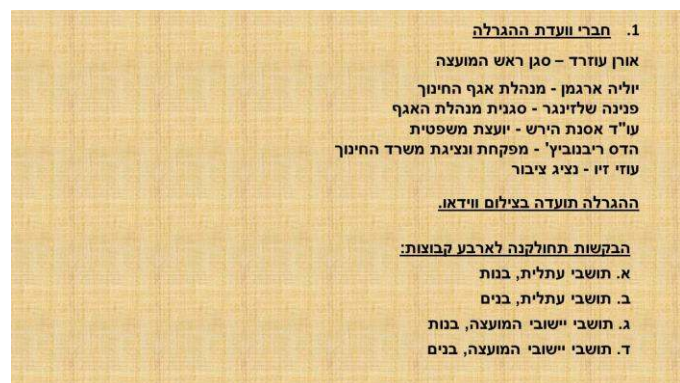 1. חברי וועדת ההגרלה
אורן עוזרד – סגן ראש המועצה
יוליה ארגמן - מנהלת אגף החינוך
פנינה שלזינגר - סגנית מנהלת האגף
עו"ד אסנת הירש - יועצת משפטית
הדס ריבנוביץ' - מפקחת ונציגת משרד החינוך
עוזי זיו - נציג ציבור
ההגרלה תועדה בצילום ווידאו.
הבקשות תחולקנה לארבע קבוצות:
א. תושבי עתלית, בנות
ב. תושבי עתלית, בנים
ג. תושבי יישובי המועצה, בנות
ד. תושבי יישובי המועצה, בנים